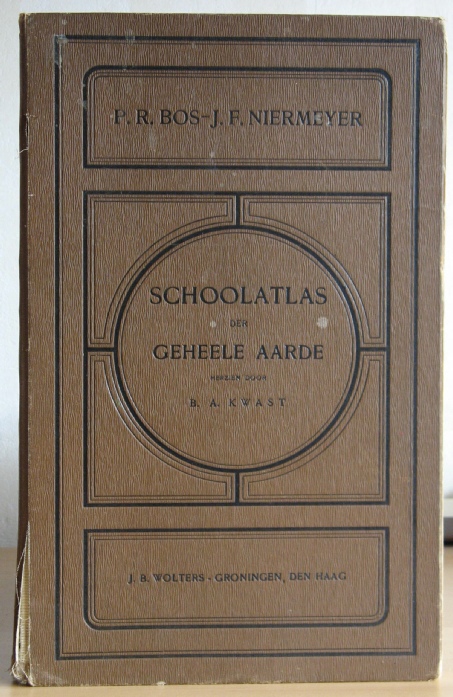 P. R. BOS-J. F. NIERMEYER
SCHOOLATLAS
DER
GEHEELE AARDE
HERZIEN DOOR
B. A. KWAST
J. B. WOLTERS - GRONINGEN, DEN HAAG